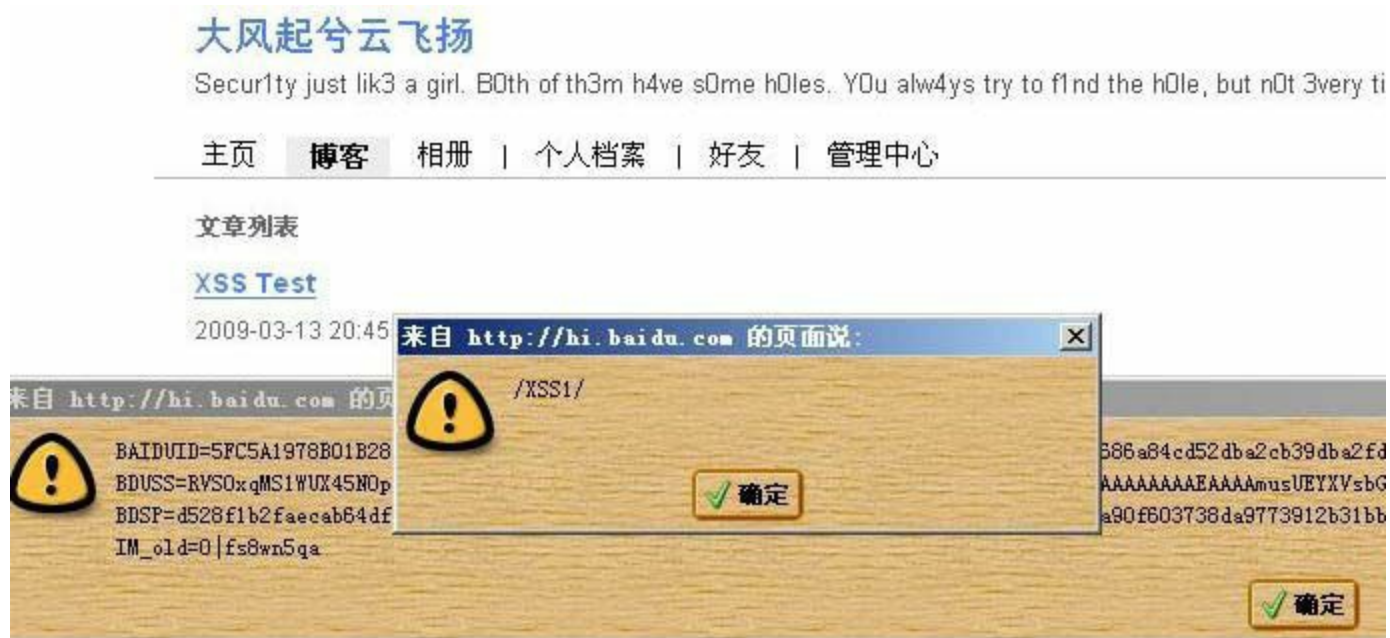 大风起兮云飞扬
Secur1ty just lik3 a girl. B0th of th3m h4ve s0me h0les. Y0u alw4ys try to f1nd the h0le, but n0t 3very ti
主页 博客 相册 | 个人档案 | 好友 | 管理中心
文章列表
XSS Test
2009-03-13 20:45
来自 http://hi.baidu.com 的页面说:
/XSS1/
确定
来自 http://hi.baidu.com 的页
BAIDUID=5FC5A1978B01B28 586a84cd52dba2cb39dba2fd
BDUSS=RVSOxqMS1WUX45NOp AAAAAAAAEAAAAmusUEYXVsbG
BDSP=d528f1b2faecab64df a90f603738da9773912b31bb
IM_old=0|fs8wn5qa
确定